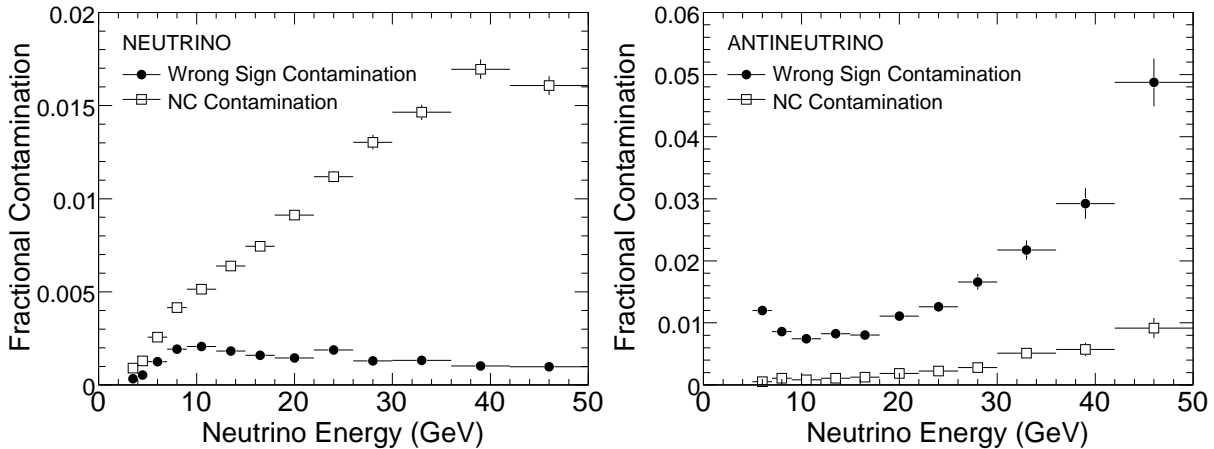 NEUTRINO
Wrong Sign Contamination
NC Contamination
Fractional Contamination
0.02
0.015
0.01
0.005
0
0 10 20 30 40 50
Neutrino Energy (GeV)
ANTINEUTRINO
Wrong Sign Contamination
NC Contamination
Fractional Contamination
0.06
0.05
0.04
0.03
0.02
0.01
0
0 10 20 30 40 50
Neutrino Energy (GeV)